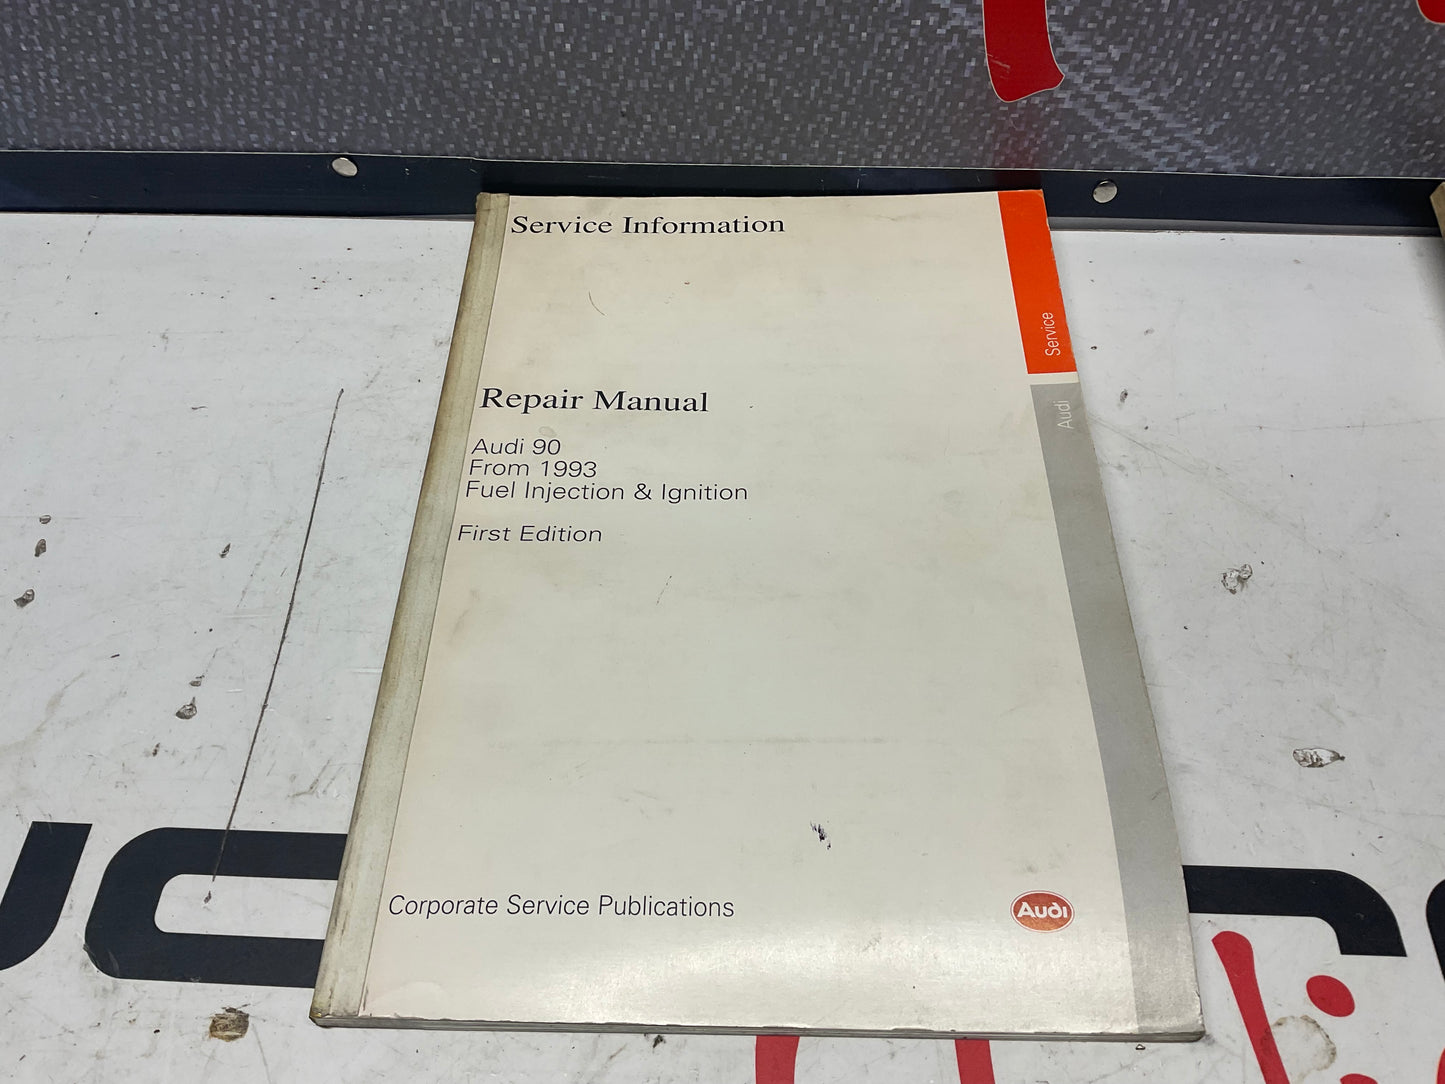 Service Information
Service
Audi
Repair Manual
Audi 90
From 1993
Fuel Injection & Ignition
First Edition
Corporate Service Publications
Audi